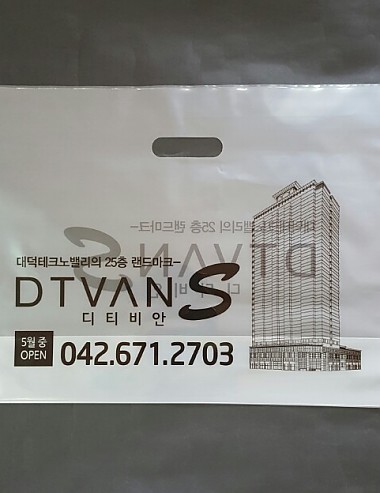 대덕테크노밸리의 25층 랜드마크-
DTVAN S
디티비안
5월 중
OPEN
042.671.2703